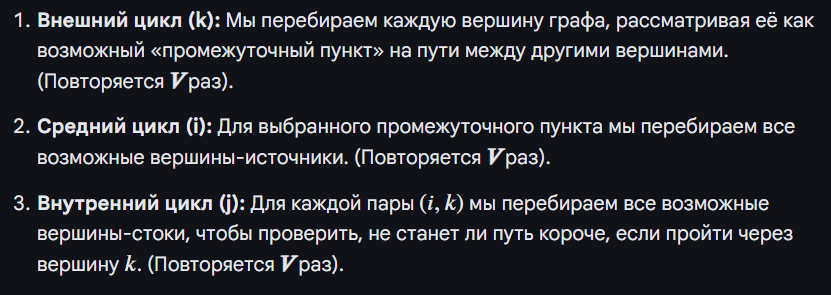 1. Внешний цикл (k): Мы перебираем каждую вершину графа, рассматривая её как
возможный «промежуточный пункт» на пути между другими вершинами.
(Повторяется V раз).
2. Средний цикл (i): Для выбранного промежуточного пункта мы перебираем все
возможные вершины-источники. (Повторяется V раз).
3. Внутренний цикл (j): Для каждой пары (i, k) мы перебираем все возможные
вершины-стоки, чтобы проверить, не станет ли путь короче, если пройти через
вершину k. (Повторяется V раз).